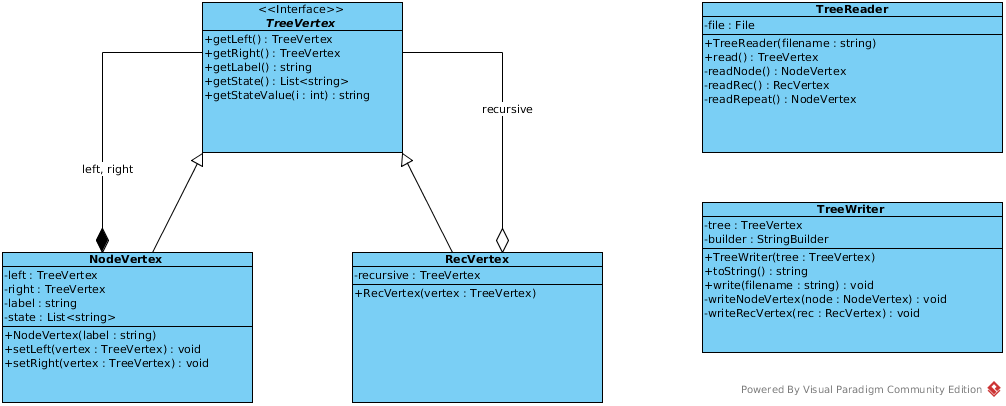 <<Interface>>
TreeVertex
+getLeft() : TreeVertex
+getRight() : TreeVertex
+getLabel() : string
+getState() : List<string>
+getStateValue(i : int) : string
TreeReader
-file : File
+TreeReader(filename : string)
+read() : TreeVertex
-readNode() : NodeVertex
-readRec() : RecVertex
-readRepeat() : NodeVertex
left, right
recursive
NodeVertex
-left : TreeVertex
-right : TreeVertex
-label : string
-state : List<string>
+NodeVertex(label : string)
+setLeft(vertex : TreeVertex) : void
+setRight(vertex : TreeVertex) : void
RecVertex
-recursive : TreeVertex
+RecVertex(vertex : TreeVertex)
TreeWriter
-tree : TreeVertex
-builder : StringBuilder
+TreeWriter(tree : TreeVertex)
+toString() : string
+write(filename : string) : void
-writeNodeVertex(node : NodeVertex) : void
-writeRecVertex(rec : RecVertex) : void
Powered By Visual Paradigm Community Edition